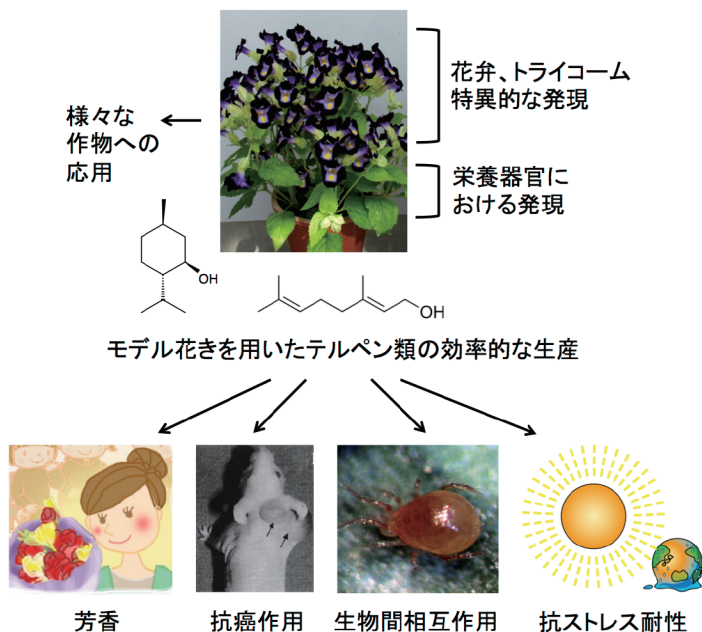 花弁、トライコーム
特異的な発現
様々な
作物への
応用
栄養器官に
おける発現
OH
OH
モデル花きを用いたテルペン類の効率的な生産
芳香
抗癌作用
生物間相互作用
抗ストレス耐性